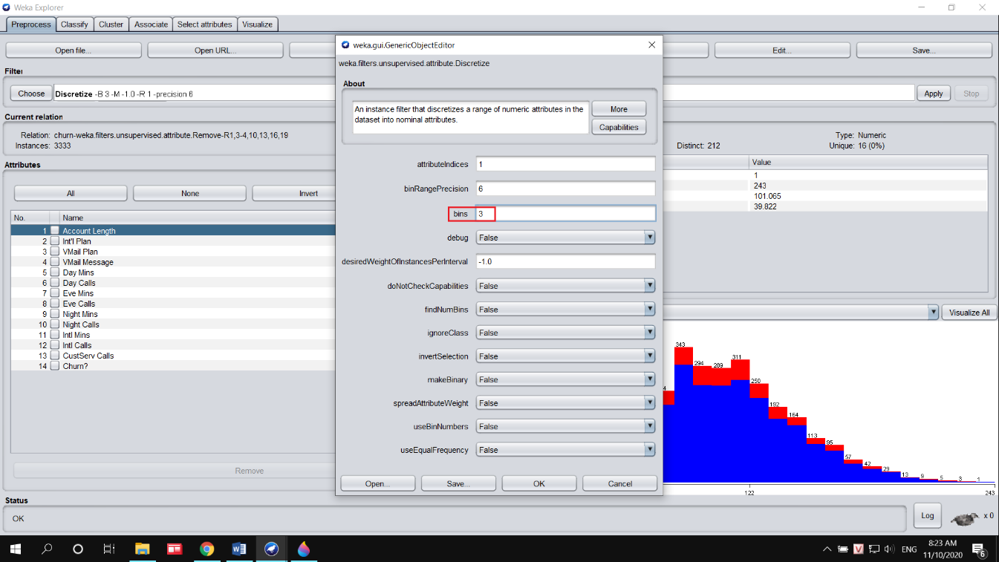 Weka Explorer
Preprocess Classify Cluster Associate Select attributes Visualize
Open file... Open URL... Edit... Save...
Filter
Choose Discretize -B 3 -M -1.0 -R 1 -precision 6 Apply Stop
Current relation
Relation: churn-weka.filters.unsupervised.attribute.Remove-R1,3-4,10,13,16,19
Instances: 3333
Attributes
All None Invert
No. Name
1 Account Length
2 Int'l Plan
3 VMail Plan
4 VMail Message
5 Day Mins
6 Day Calls
7 Eve Mins
8 Eve Calls
9 Night Mins
10 Night Calls
11 Intl Mins
12 Intl Calls
13 CustServ Calls
14 Churn?
Remove
weka.gui.GenericObjectEditor
weka.filters.unsupervised.attribute.Discretize
About
An instance filter that discretizes a range of numeric attributes in the
dataset into nominal attributes.
More
Capabilities
attributeIndices 1
binRangePrecision 6
bins 3
debug False
desiredWeightOfInstancesPerInterval -1.0
doNotCheckCapabilities False
findNumBins False
ignoreClass False
invertSelection False
makeBinary False
spreadAttributeWeight False
useBinNumbers False
useEqualFrequency False
Open... Save... OK Cancel
Type: Numeric
Distinct: 212 Unique: 16 (0%)
Value
1
243
101.065
39.822
Visualize All
4 343 294 289 311 250 192 164 113 95 57 42 29 13 9 5 3 1
122 243
Status
OK
Log x 0
ENG
8:23 AM
11/10/2020
6